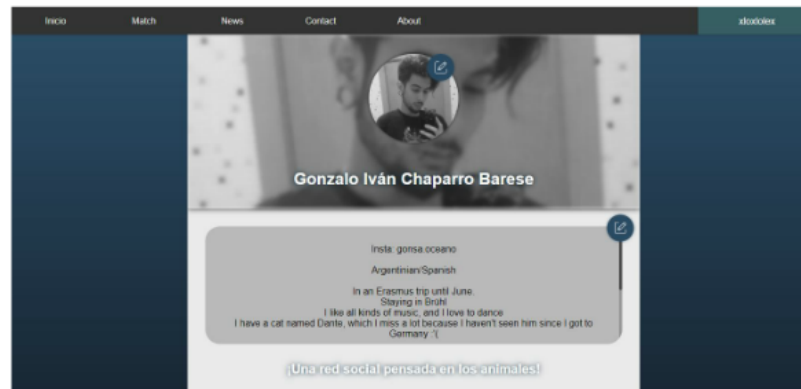 Inicio Match News Contact About xloxlolex
Gonzalo Iván Chaparro Barese
Insta: gonsa.oceano
Argentinian/Spanish
In an Erasmus trip until June.
Staying in Brühl
I like all kinds of music, and I love to dance
I have a cat named Dante, which I miss a lot because I haven't seen him since I got to
Germany :'(
¡Una red social pensada en los animales!